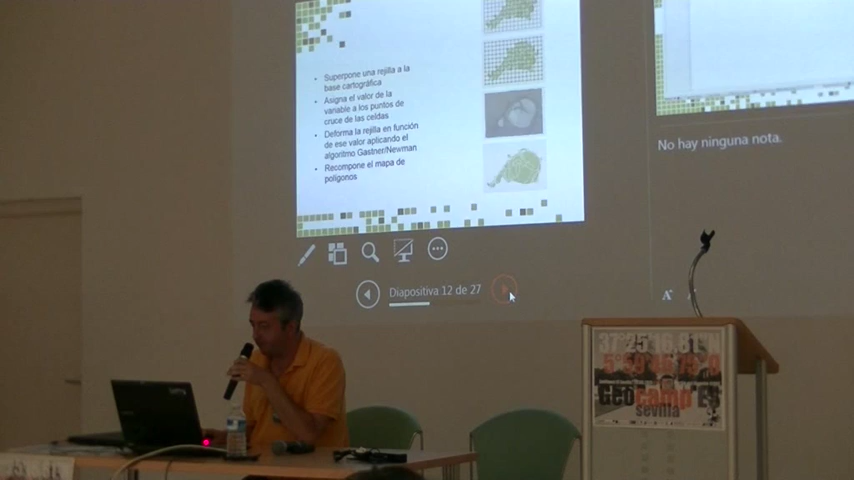 • Superpone una rejilla a la
base cartográfica
• Asigna el valor de la
variable a los puntos de
cruce de las celdas
• Deforma la rejilla en función
de ese valor aplicando el
algoritmo Gastner/Newman
• Recompone el mapa de
polígonos
No hay ninguna nota.
Diapositiva 12 de 27
GeoCamp ES
sevilla